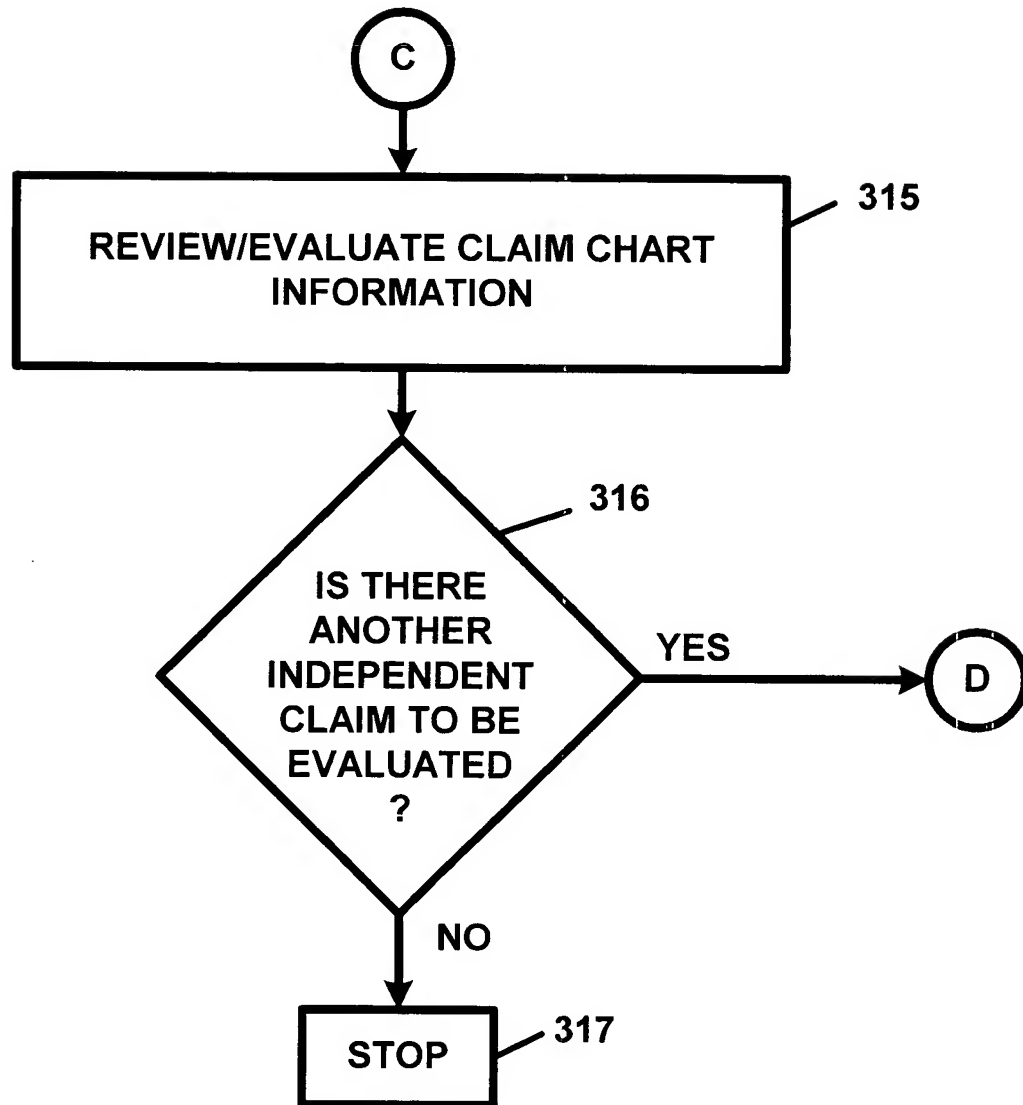 C
315
REVIEW/EVALUATE CLAIM CHART
INFORMATION
316
IS THERE
ANOTHER
INDEPENDENT
CLAIM TO BE
EVALUATED
?
YES
D
NO
317
STOP